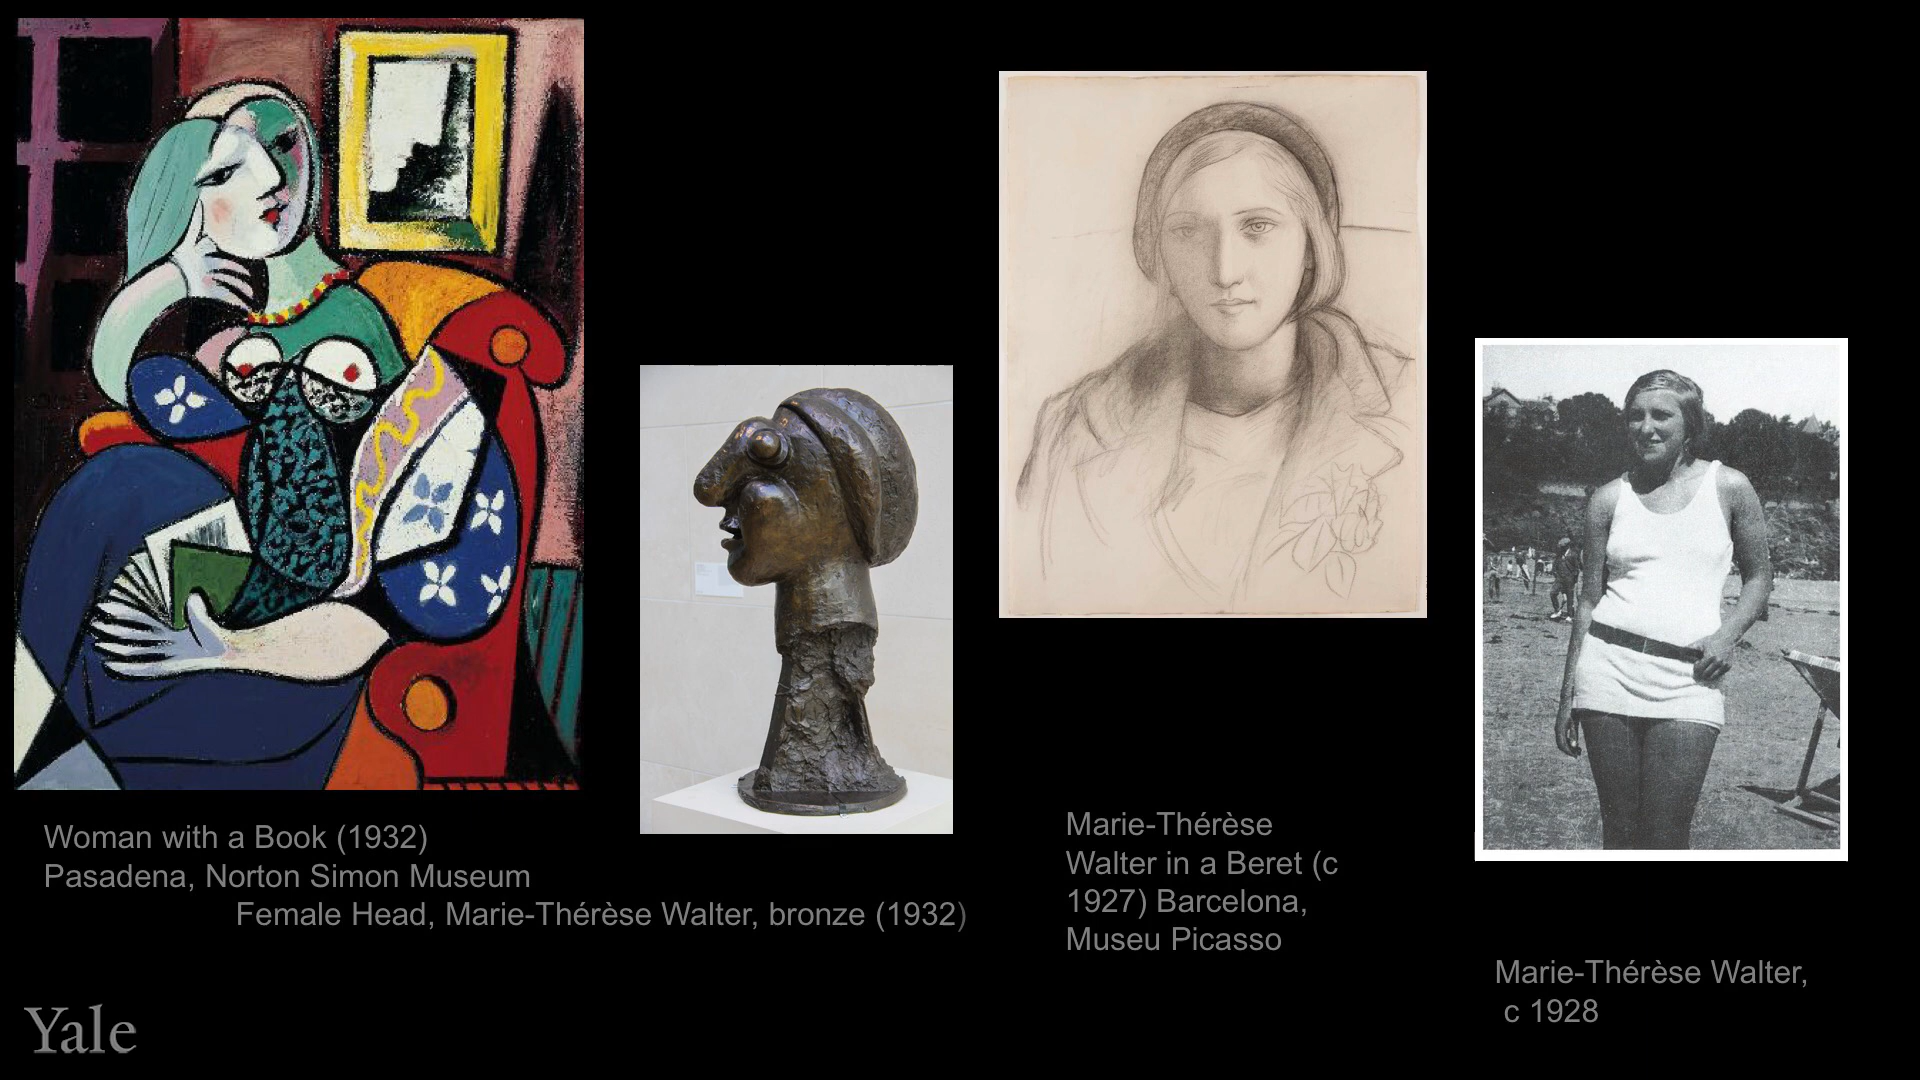 Woman with a Book (1932)
Pasadena, Norton Simon Museum
Female Head, Marie-Thérèse Walter, bronze (1932)
Marie-Thérèse
Walter in a Beret (c
1927) Barcelona,
Museu Picasso
Marie-Thérèse Walter,
c 1928
Yale